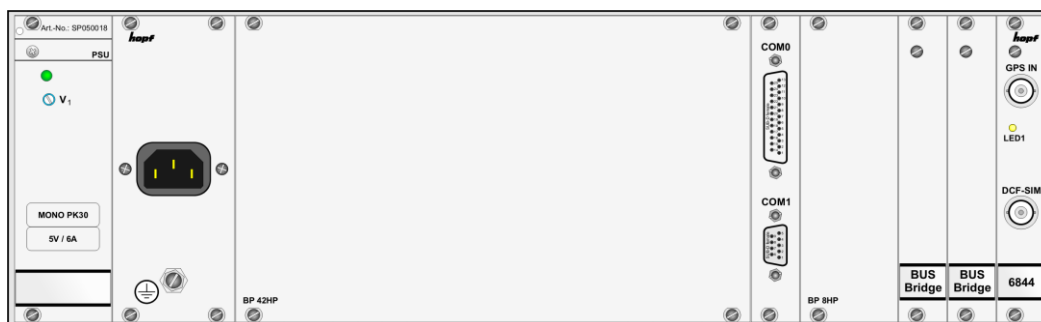 Art.-No.: SP050018
PSU
V1
MONO PK30
5V / 6A
hopf
BP 42HP
COM0
COM1
BP 8HP
BUS
Bridge
BUS
Bridge
hopf
GPS IN
LED1
DCF-SIM
6844